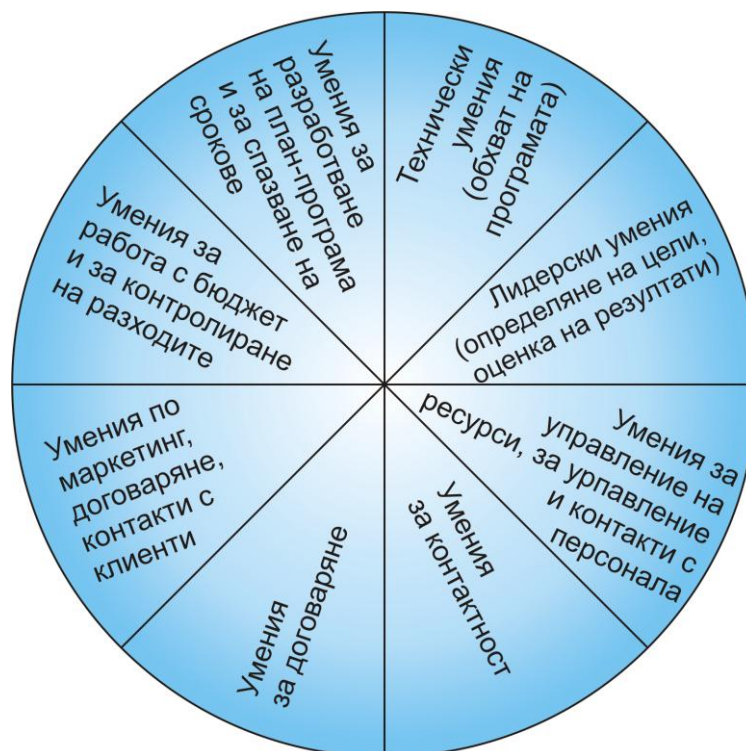 Технически
умения
(обхват на
програмата)
Лидерски умения
(определяне на цели,
оценка на резултати)
Умения за
управление на
ресурси, за урпавление
и контакти с
персонала
Умения
за контактност
Умения
за договаряне
Умения по
маркетинг,
договаряне,
контакти с
клиенти
Умения за
работа с бюджет
и за контролиране
на разходите
Умения за
разработване
на план-програма
и за спазване на
срокове